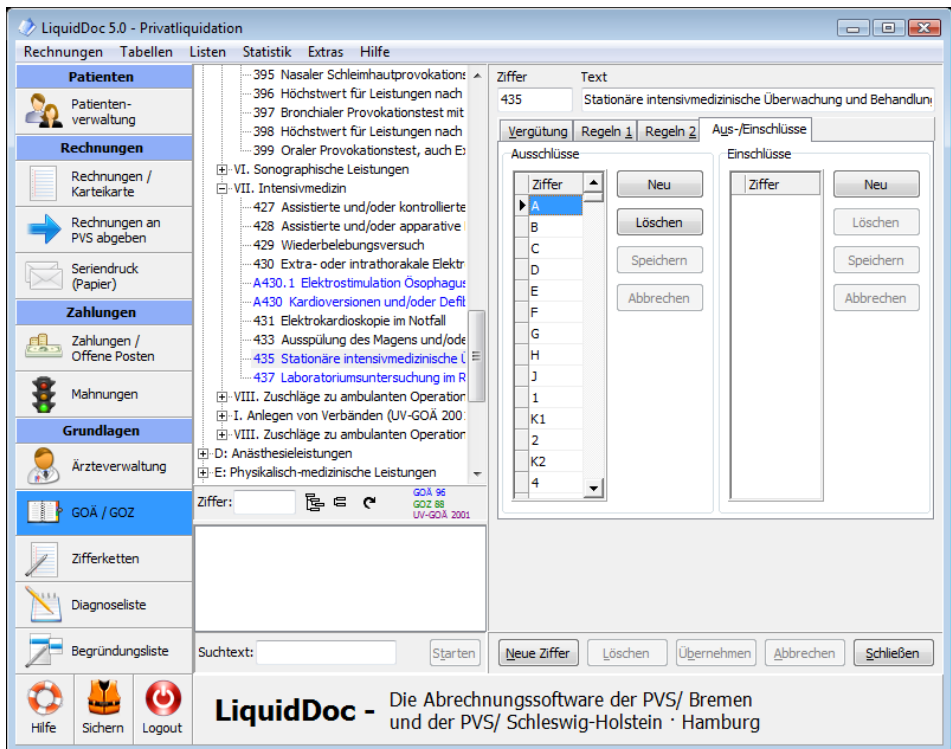 LiquidDoc 5.0 - Privatliquidation
Rechnungen Tabellen Listen Statistik Extras Hilfe
Patienten
Patienten-
verwaltung
Rechnungen
Rechnungen /
Karteikarte
Rechnungen an
PVS abgeben
Seriendruck
(Papier)
Zahlungen
Zahlungen /
Offene Posten
Mahnungen
Grundlagen
Ärzteverwaltung
GOÄ / GOZ
Zifferketten
Diagnoseliste
Begründungsliste
Hilfe Sichern Logout
395 Nasaler Schleimhautprovokations
396 Höchstwert für Leistungen nach
397 Bronchialer Provokationstest mit
398 Höchstwert für Leistungen nach
399 Oraler Provokationstest, auch Ex
VI. Sonographische Leistungen
VII. Intensivmedizin
427 Assistierte und/oder kontrollierte
428 Assistierte und/oder apparative
429 Wiederbelebungsversuch
430 Extra- oder intrathorakale Elektr
A430.1 Elektrostimulation Ösophagus
A430 Kardioversionen und/oder Defib
431 Elektrokardioskopie im Notfall
433 Ausspülung des Magens und/ode
435 Stationäre intensivmedizinische Ü
437 Laboratoriumsuntersuchung im R
VIII. Zuschläge zu ambulanten Operation
I. Anlegen von Verbänden (UV-GOÄ 200
VIII. Zuschläge zu ambulanten Operation
D: Anästhesieleistungen
E: Physikalisch-medizinische Leistungen
Ziffer:
GOÄ 96
GOZ 88
UV-GOÄ 2001
Suchtext: Starten
Ziffer Text
435 Stationäre intensivmedizinische Überwachung und Behandlun
Vergütung Regeln 1 Regeln 2 Aus-/Einschlüsse
Ausschlüsse
Ziffer
A
B
C
D
E
F
G
H
J
1
K1
2
K2
4
Neu
Löschen
Speichern
Abbrechen
Einschlüsse
Ziffer
Neu
Löschen
Speichern
Abbrechen
Neue Ziffer Löschen Übernehmen Abbrechen Schließen
LiquidDoc - Die Abrechnungssoftware der PVS/ Bremen
und der PVS/ Schleswig-Holstein · Hamburg